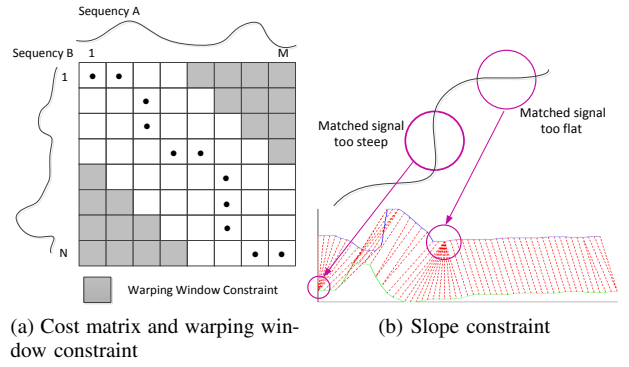 Sequency A
Sequency B
1
M
1
N
Warping Window Constraint
(a) Cost matrix and warping win-
dow constraint
Matched signal
too steep
Matched signal
too flat
(b) Slope constraint